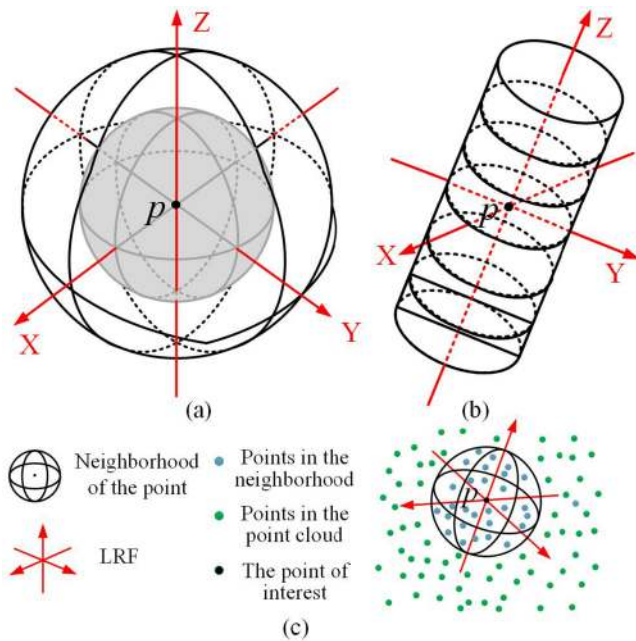 Z
p
X
Y
(a)
Z
p
X
Y
(b)
Neighborhood
of the point
LRF
Points in the
neighborhood
Points in the
point cloud
The point of
interest
p
(c)